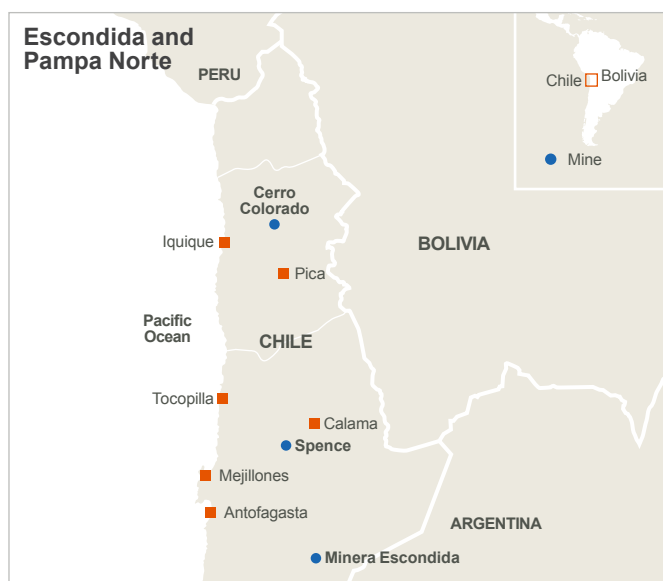 Escondida and
Pampa Norte
PERU
Chile
Bolivia
Mine
Cerro
Colorado
Iquique
BOLIVIA
Pica
Pacific
Ocean
CHILE
Tocopilla
Calama
Spence
Mejillones
Antofagasta
ARGENTINA
Minera Escondida